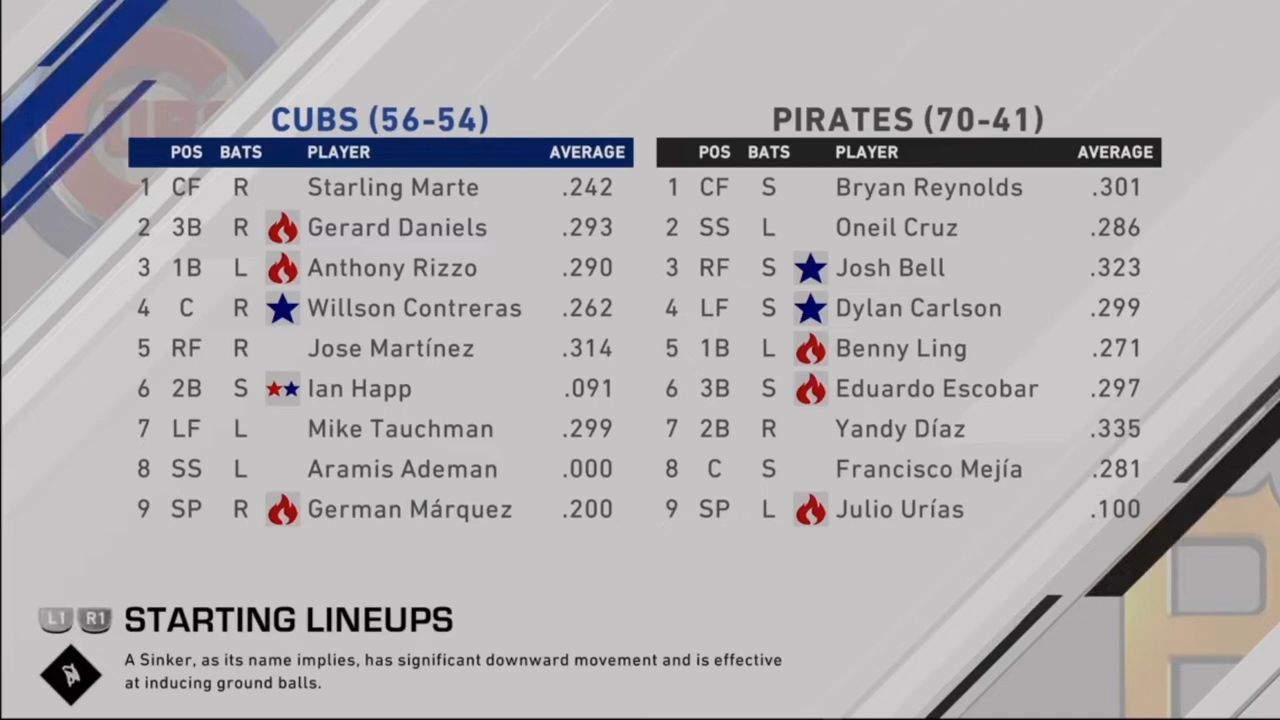 CUBS (56-54)
POS BATS PLAYER AVERAGE
1 CF R Starling Marte .242
2 3B R Gerard Daniels .293
3 1B L Anthony Rizzo .290
4 C R Willson Contreras .262
5 RF R Jose Martínez .314
6 2B S Ian Happ .091
7 LF L Mike Tauchman .299
8 SS L Aramis Ademan .000
9 SP R German Márquez .200
PIRATES (70-41)
POS BATS PLAYER AVERAGE
1 CF S Bryan Reynolds .301
2 SS L Oneil Cruz .286
3 RF S Josh Bell .323
4 LF S Dylan Carlson .299
5 1B L Benny Ling .271
6 3B S Eduardo Escobar .297
7 2B R Yandy Díaz .335
8 C S Francisco Mejía .281
9 SP L Julio Urías .100
L1 R1 STARTING LINEUPS
A Sinker, as its name implies, has significant downward movement and is effective
at inducing ground balls.